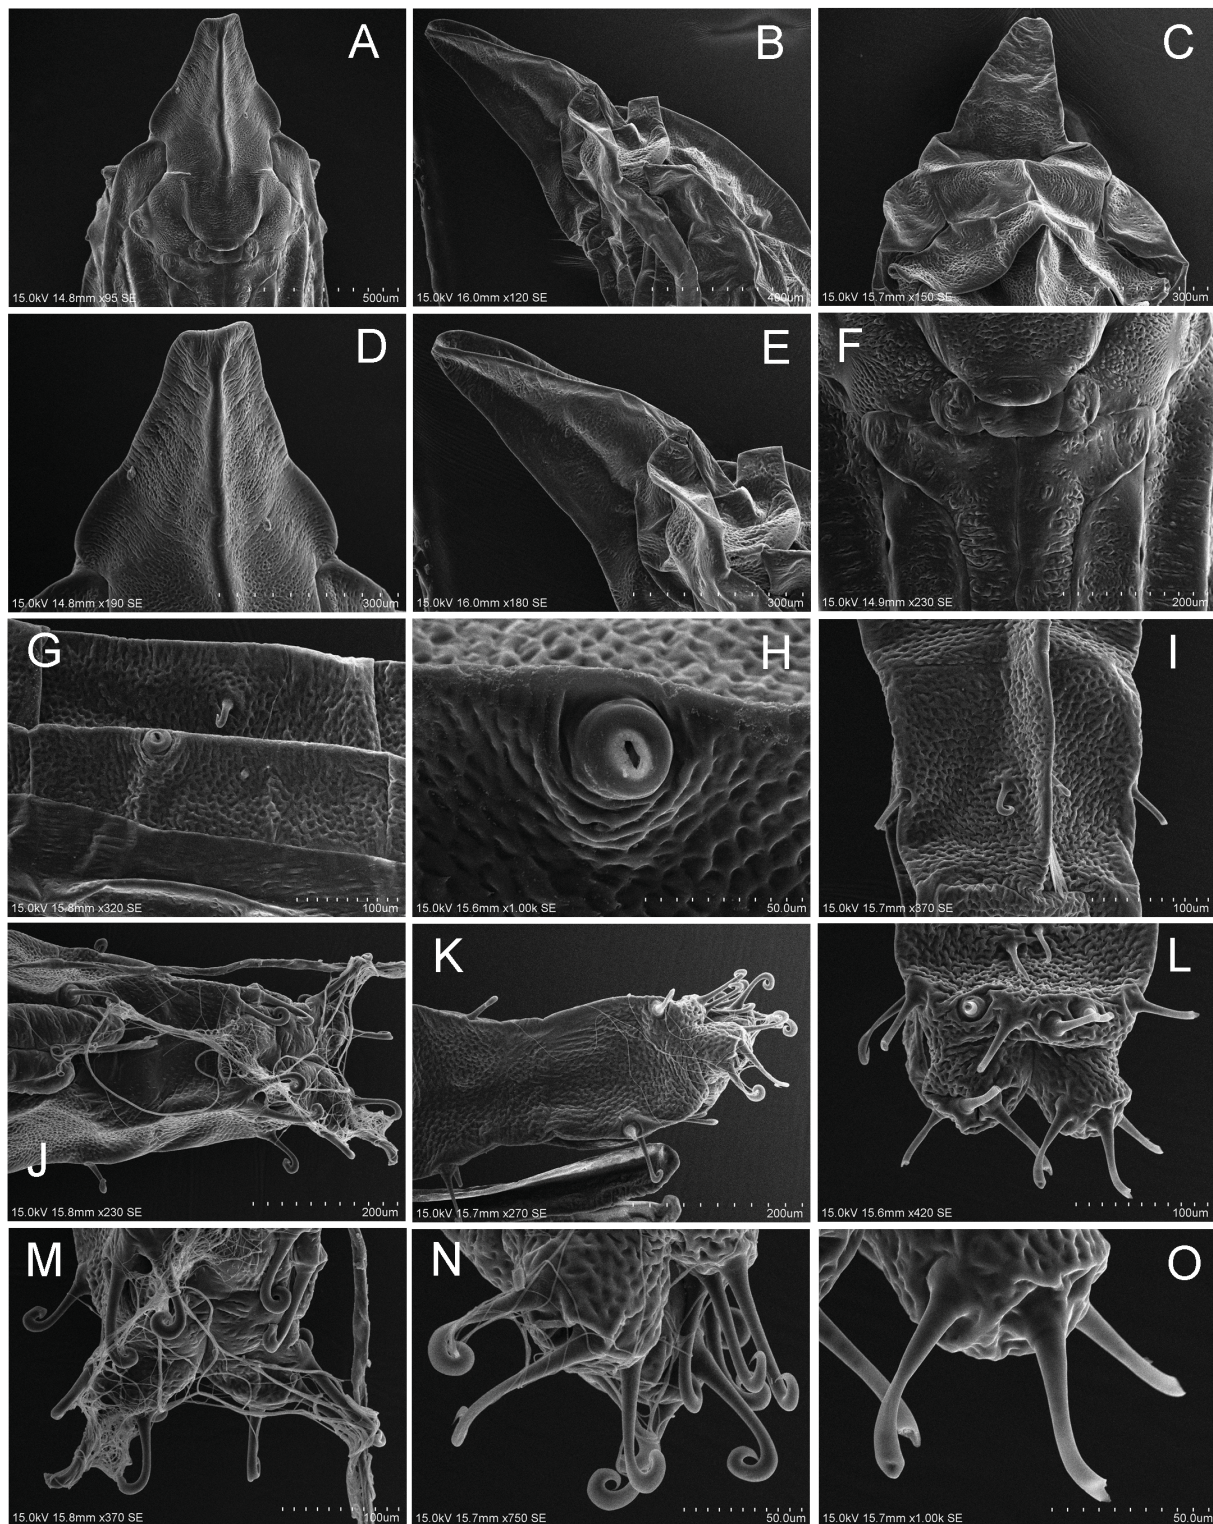 A
15.0kV 14.8mm x95 SE 500um
B
15.0kV 16.0mm x120 SE 400um
C
15.0kV 15.7mm x150 SE 300um
D
15.0kV 14.8mm x190 SE 300um
E
15.0kV 16.0mm x180 SE 300um
F
15.0kV 14.9mm x230 SE 200um
G
15.0kV 15.8mm x320 SE 100um
H
15.0kV 15.6mm x1.00k SE 50.0um
I
15.0kV 15.7mm x370 SE 100um
J
15.0kV 15.8mm x230 SE 200um
K
15.0kV 15.7mm x270 SE 200um
L
15.0kV 15.6mm x420 SE 100um
M
15.0kV 15.8mm x370 SE 100um
N
15.0kV 15.7mm x750 SE 50.0um
O
15.0kV 15.7mm x1.00k SE 50.0um